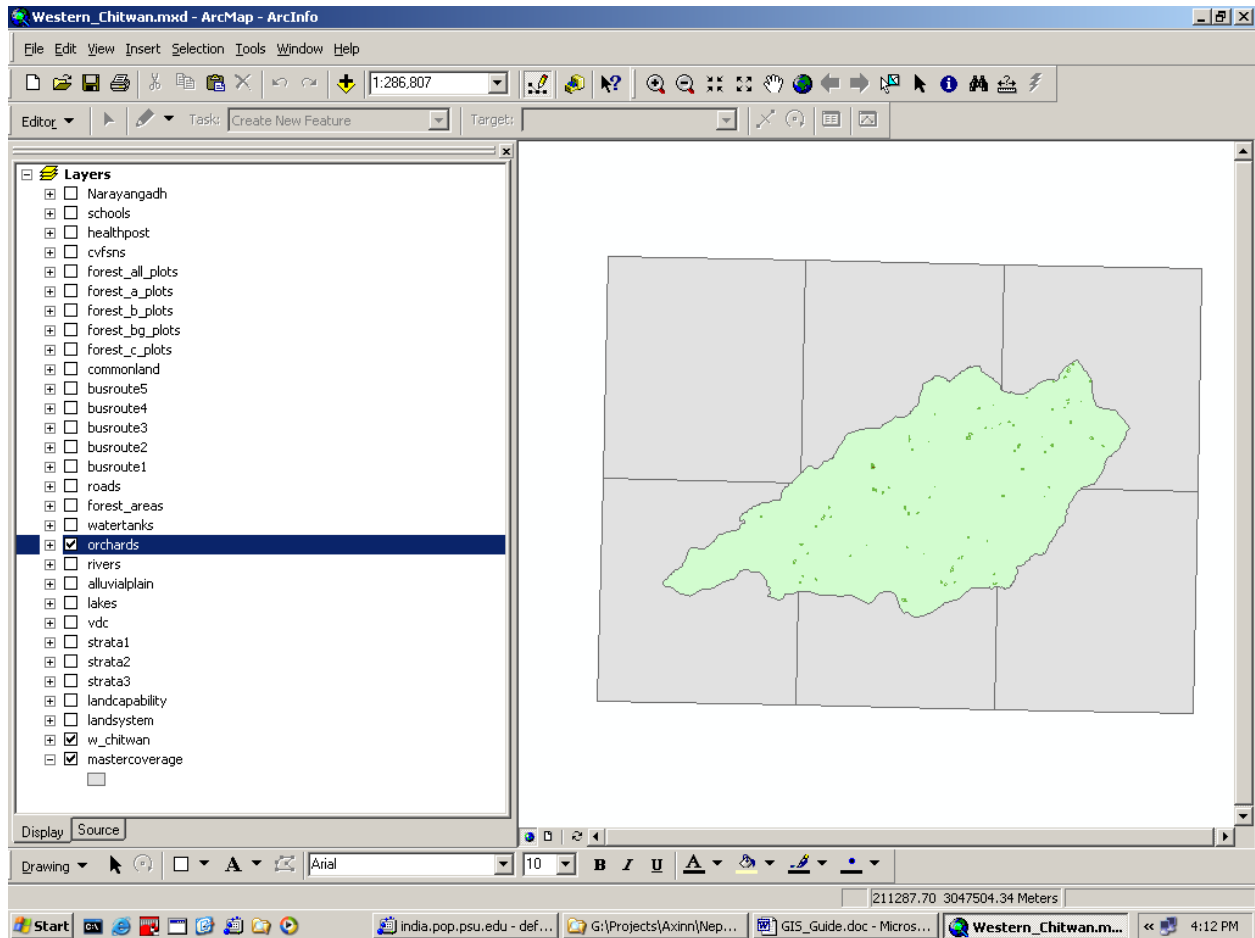 Western_Chitwan.mxd - ArcMap - ArcInfo
File Edit View Insert Selection Tools Window Help
1:286,807
Editor Task: Create New Feature Target:
Layers
Narayangadh
schools
healthpost
cvfsns
forest_all_plots
forest_a_plots
forest_b_plots
forest_bg_plots
forest_c_plots
commonland
busroute5
busroute4
busroute3
busroute2
busroute1
roads
forest_areas
watertanks
orchards
rivers
alluvialplain
lakes
vdc
strata1
strata2
strata3
landcapability
landsystem
w_chitwan
mastercoverage
Display Source
Drawing A Arial 10 B I U A
211287.70 3047504.34 Meters
Start india.pop.psu.edu - def... G:\Projects\Axinn\Nep... GIS_Guide.doc - Micros... Western_Chitwan.m... « 4:12 PM